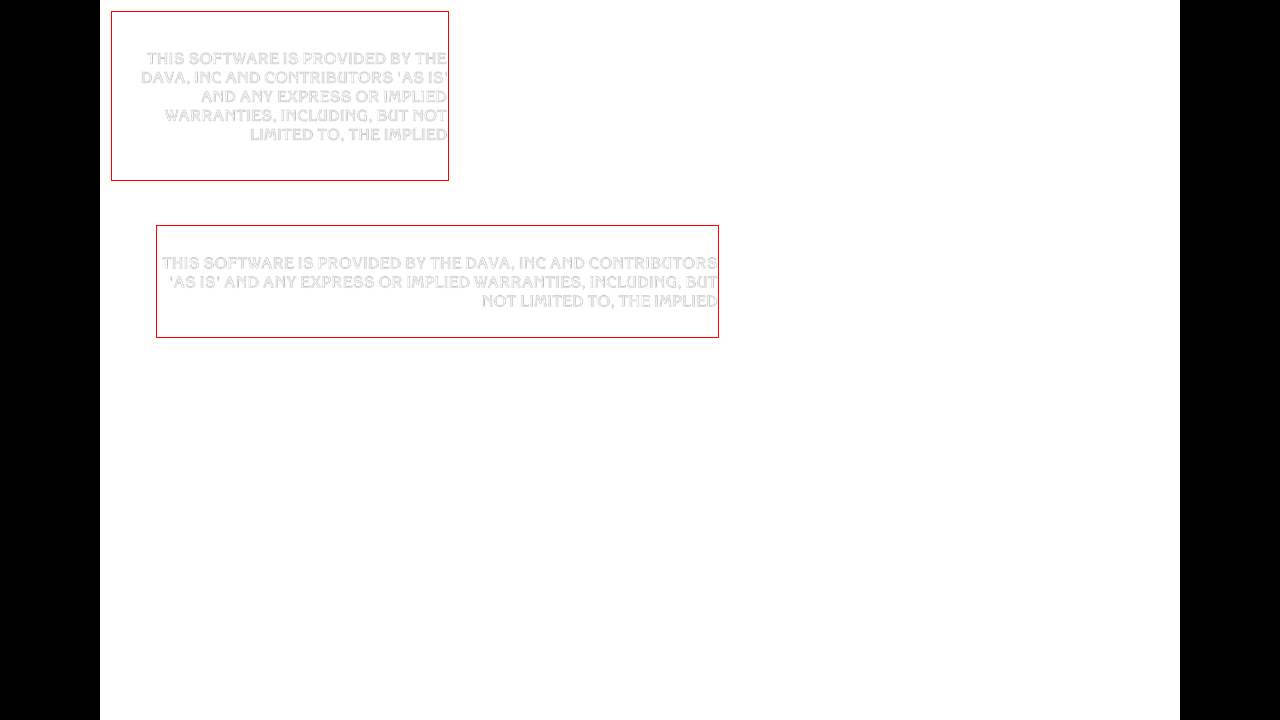 THIS SOFTWARE IS PROVIDED BY THE
DAVA, INC AND CONTRIBUTORS 'AS IS'
AND ANY EXPRESS OR IMPLIED
WARRANTIES, INCLUDING, BUT NOT
LIMITED TO, THE IMPLIED
THIS SOFTWARE IS PROVIDED BY THE DAVA, INC AND CONTRIBUTORS
'AS IS' AND ANY EXPRESS OR IMPLIED WARRANTIES, INCLUDING, BUT
NOT LIMITED TO, THE IMPLIED